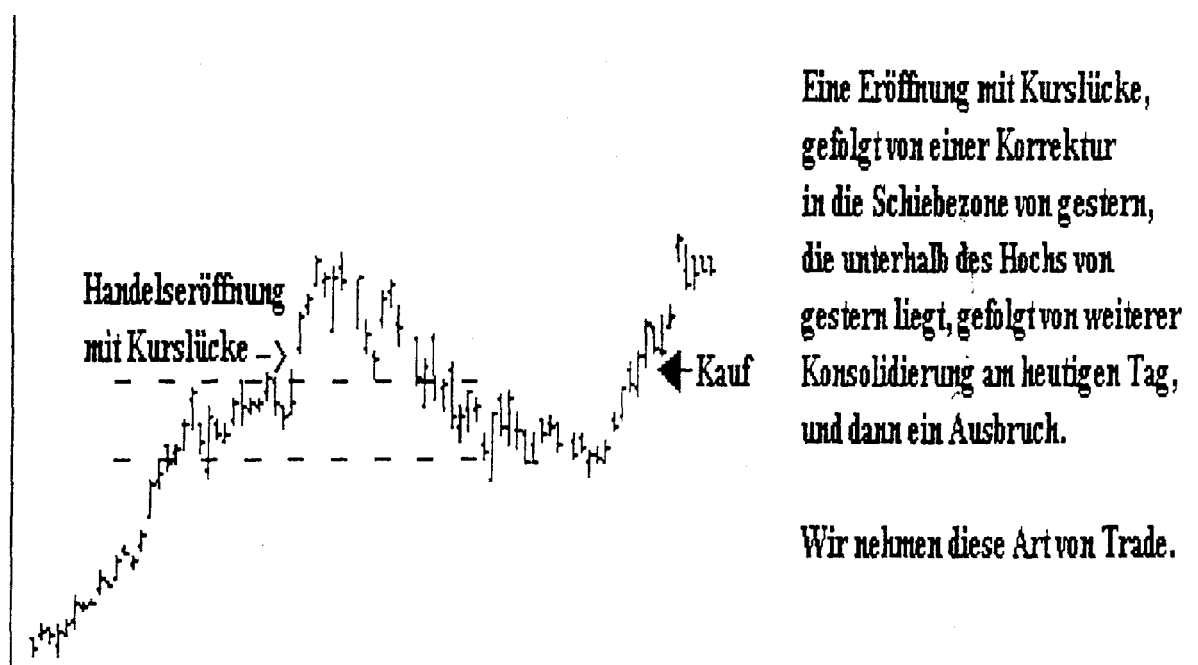 Handelseröffnung
mit Kurslücke
Kauf
Eine Eröffnung mit Kurslücke,
gefolgt von einer Korrektur
in die Schiebezone von gestern,
die unterhalb des Hochs von
gestern liegt, gefolgt von weiterer
Konsolidierung am heutigen Tag,
und dann ein Ausbruch.
Wir nehmen diese Art von Trade.